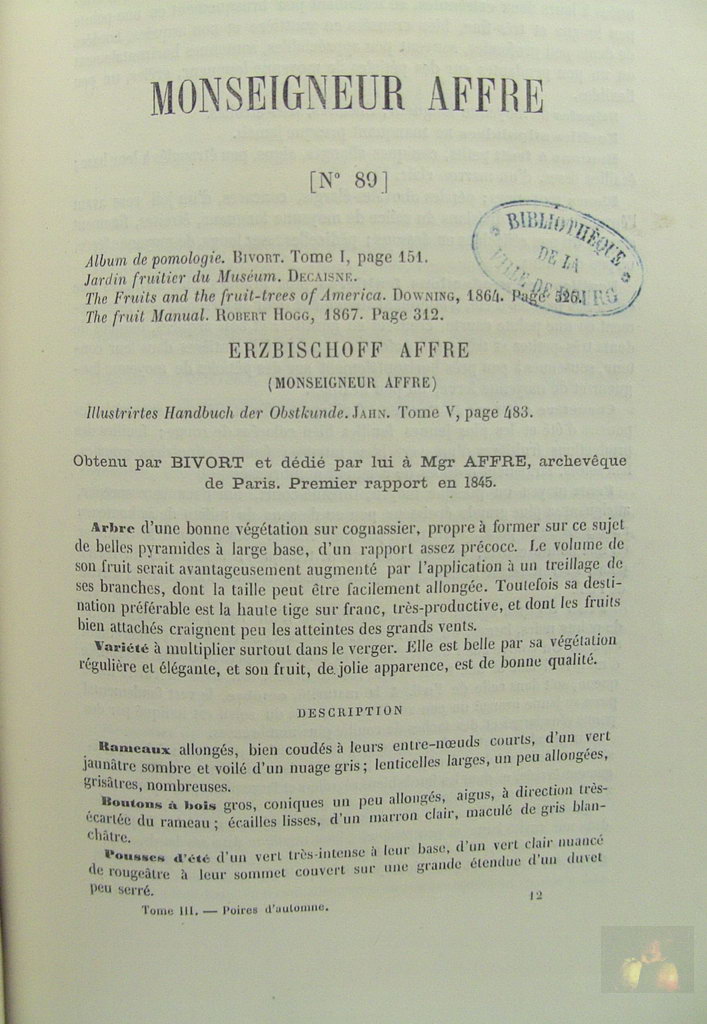 MONSEIGNEUR AFFRE
[N° 89]
BIBLIOTHÈQUE
DE LA
VILLE DE BOURG
Album de pomologie. BIVORT. Tome I, page 151.
Jardin fruitier du Muséum. DECAISNE.
The Fruits and the fruit-trees of America. DOWNING, 1864. Page 526.
The fruit Manual. ROBERT HOGG, 1867. Page 312.
ERZBISCHOFF AFFRE
(MONSEIGNEUR AFFRE)
Illustrirtes Handbuch der Obstkunde. JAHN. Tome V, page 483.
Obtenu par BIVORT et dédié par lui à Mgr AFFRE, archevêque
de Paris. Premier rapport en 1845.
Arbre d'une bonne végétation sur cognassier, propre à former sur ce sujet
de belles pyramides à large base, d'un rapport assez précoce. Le volume de
son fruit serait avantageusement augmenté par l'application à un treillage de
ses branches, dont la taille peut être facilement allongée. Toutefois sa desti-
nation préférable est la haute tige sur franc, très-productive, et dont les fruits
bien attachés craignent peu les atteintes des grands vents.
Variété à multiplier surtout dans le verger. Elle est belle par sa végétation
régulière et élégante, et son fruit, de jolie apparence, est de bonne qualité.
DESCRIPTION
Rameaux allongés, bien coudés à leurs entre-nœuds courts, d'un vert
jaunâtre sombre et voilé d'un nuage gris; lenticelles larges, un peu allongées,
grisâtres, nombreuses.
Boutons à bois gros, coniques un peu allongés, aigus, à direction très-
écartée du rameau; écailles lisses, d'un marron clair, maculé de gris blan-
châtre.
Pousses d'été d'un vert très-intense à leur base, d'un vert clair nuancé
de rougeâtre à leur sommet couvert sur une grande étendue d'un duvet
peu serré.
12
Tome III. — Poires d'automne.